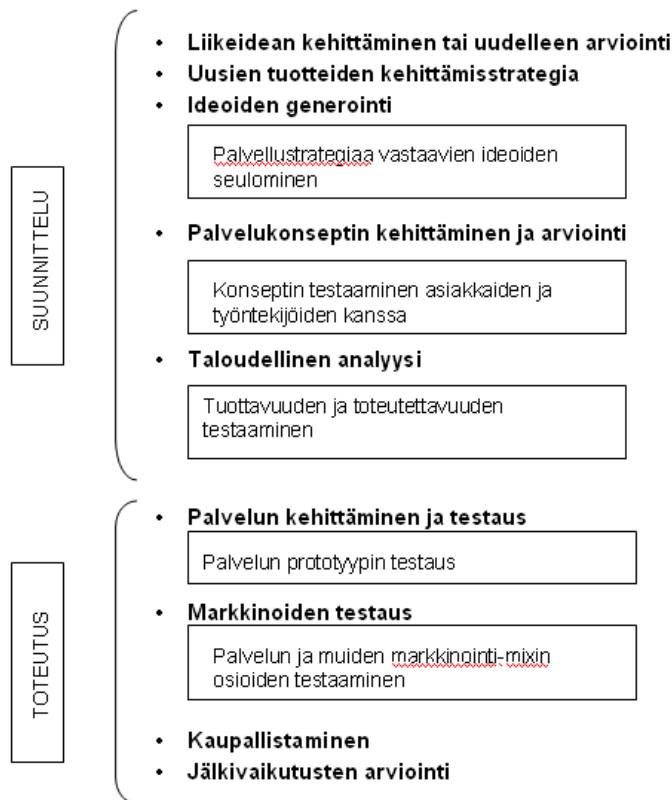 SUUNNITTELU
• Liikeidean kehittäminen tai uudelleen arviointi
• Uusien tuotteiden kehittämisstrategia
• Ideoiden generointi
Palvellustrategiaa vastaavien ideoiden
seulominen
• Palvelukonseptin kehittäminen ja arviointi
Konseptin testaaminen asiakkaiden ja
työntekijöiden kanssa
• Taloudellinen analyysi
Tuottavuuden ja toteutettavuuden
testaaminen
TOTEUTUS
• Palvelun kehittäminen ja testaus
Palvelun prototyypin testaus
• Markkinoiden testaus
Palvelun ja muiden markkinointi-mixin
osioiden testaaminen
• Kaupallistaminen
• Jälkivaikutusten arviointi